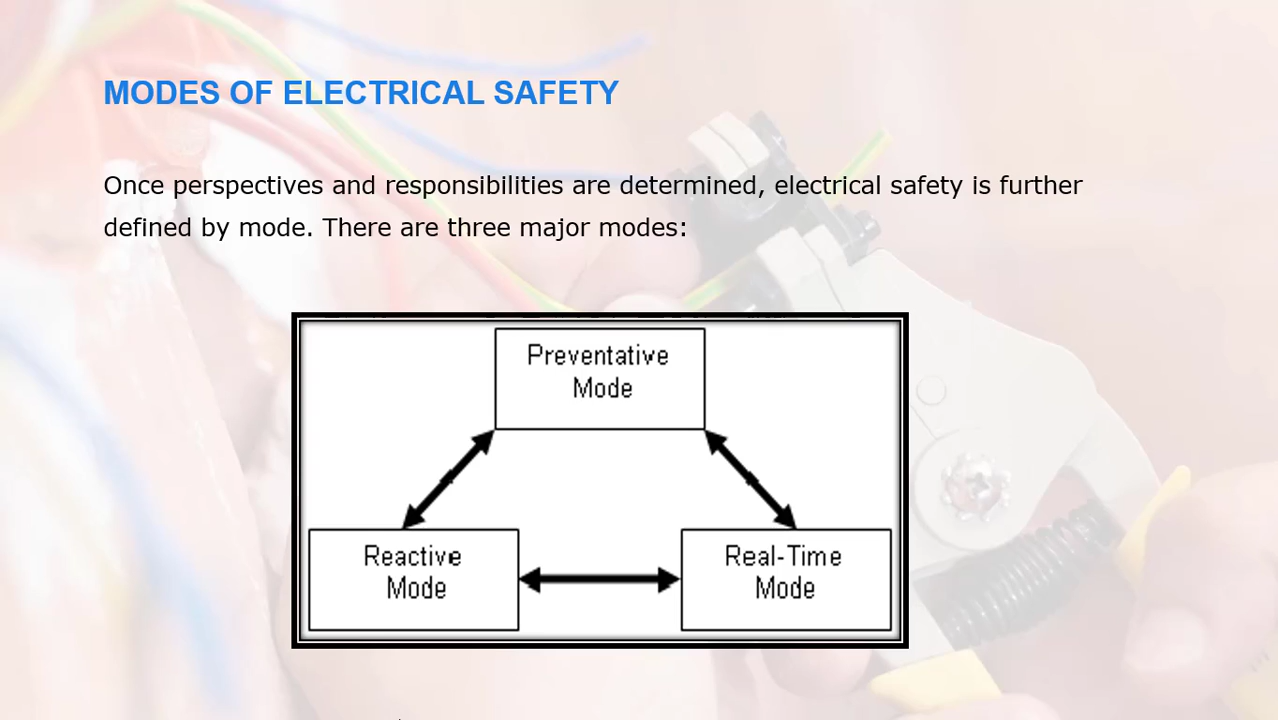 MODES OF ELECTRICAL SAFETY
Once perspectives and responsibilities are determined, electrical safety is further
defined by mode. There are three major modes:
Preventative
Mode
Reactive
Mode
Real-Time
Mode